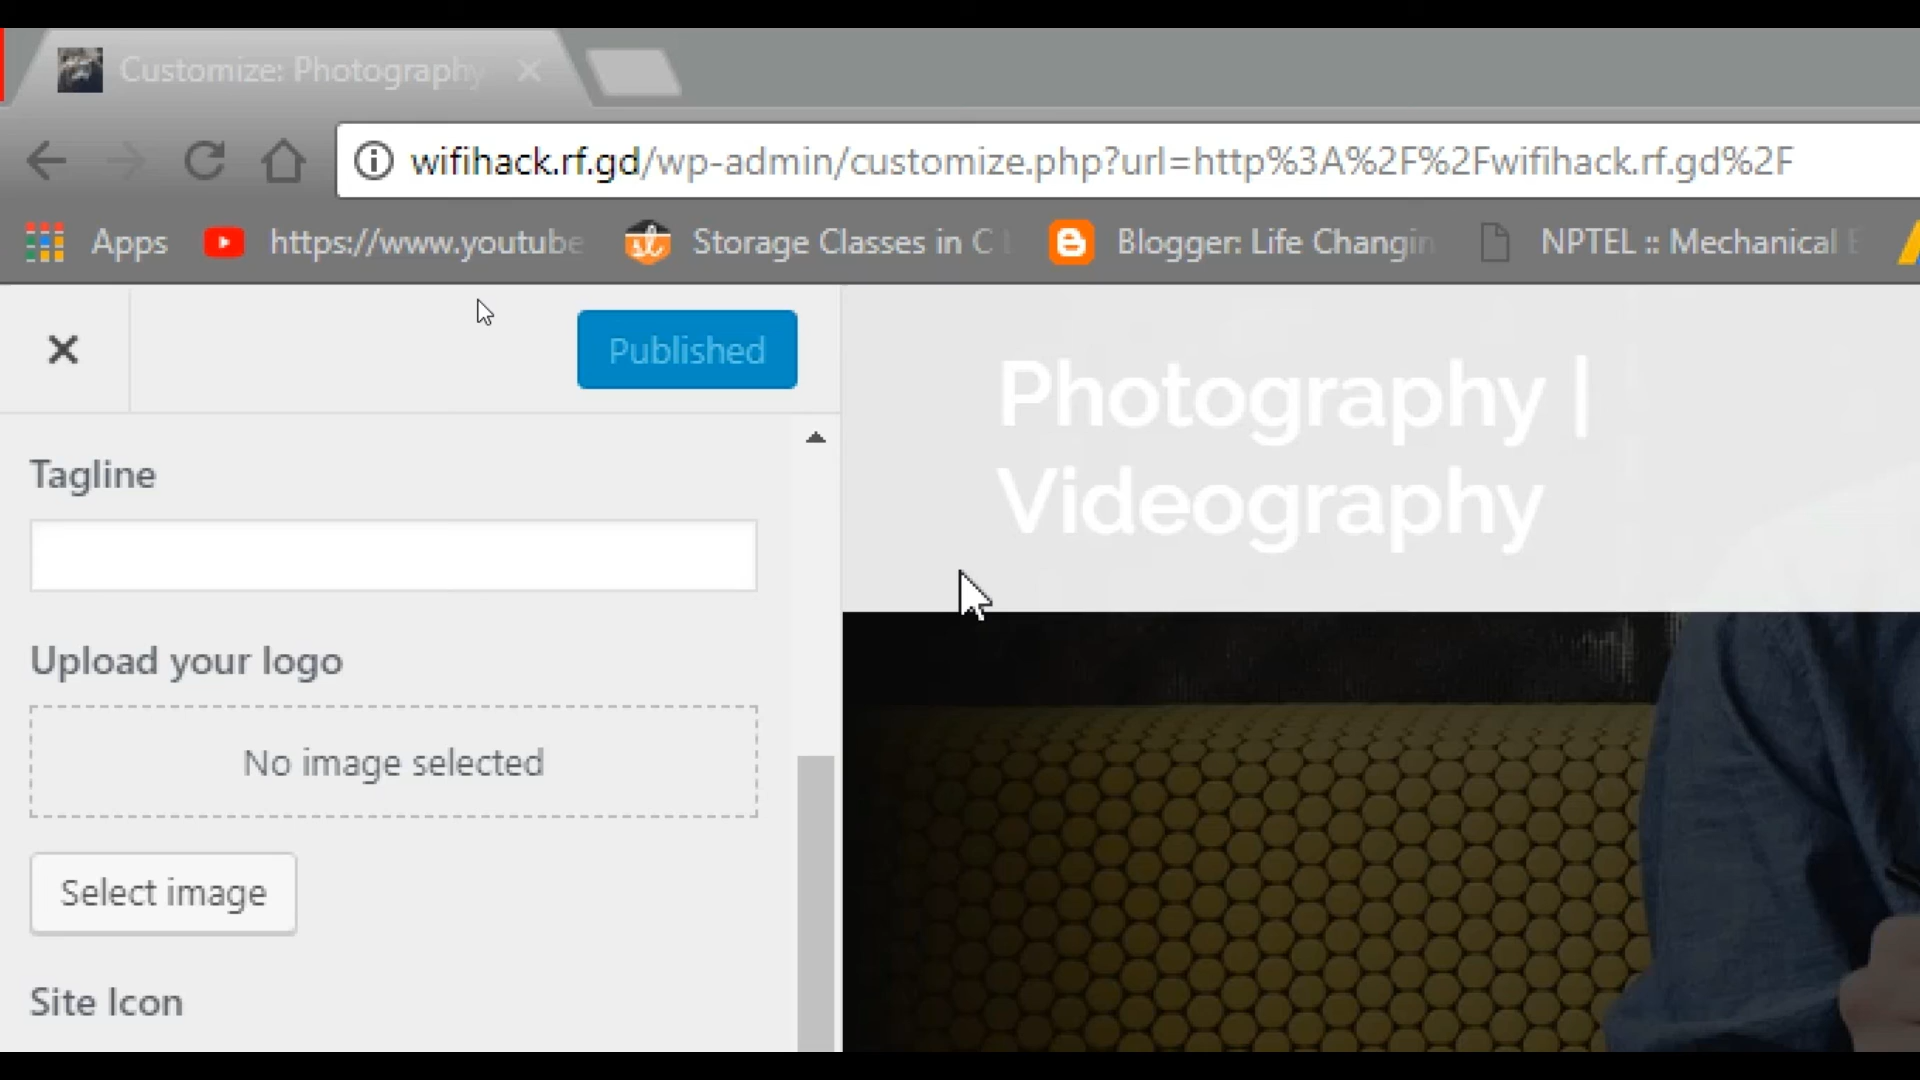 Customize: Photography
wifihack.rf.gd/wp-admin/customize.php?url=http%3A%2F%2Fwifihack.rf.gd%2F
Apps https://www.youtube Storage Classes in C Blogger: Life Changin NPTEL :: Mechanical E
Published
Photography |
Videography
Tagline
Upload your logo
No image selected
Select image
Site Icon